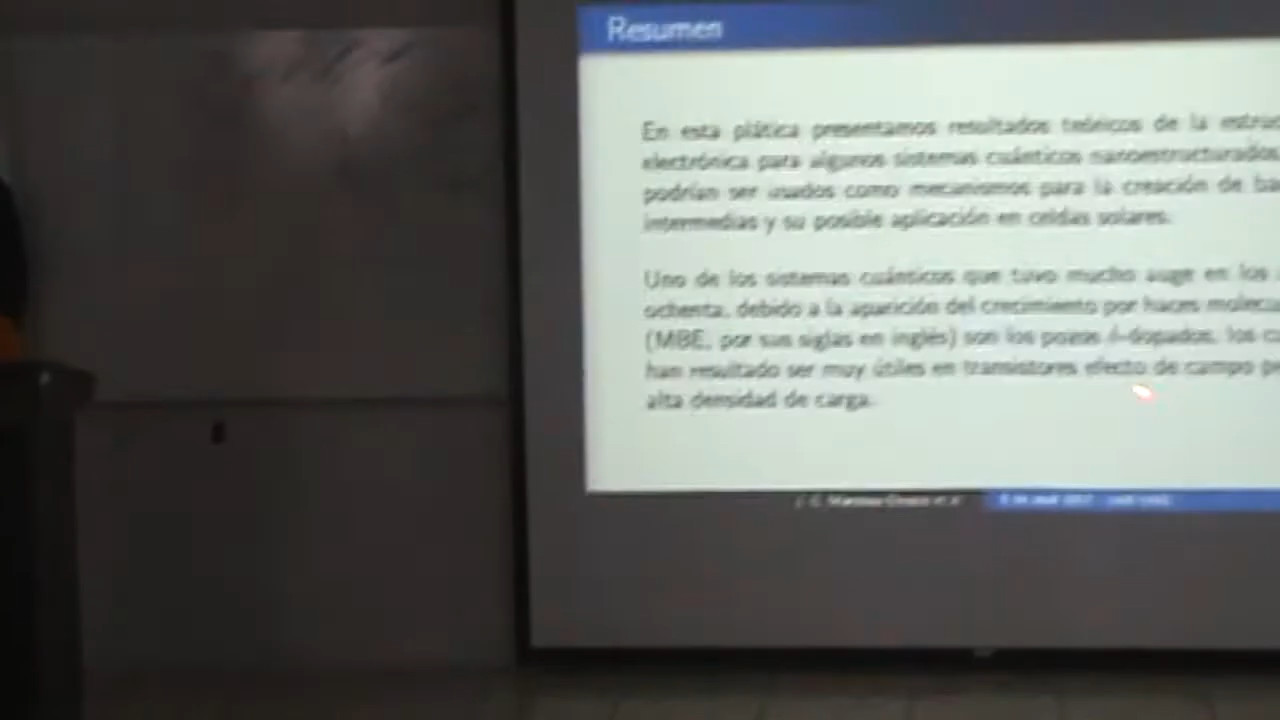 Resumen
En esta plática presentamos resultados teóricos de la
electrónica para algunos sistemas cuánticos nanoestructurados
podrían ser usados como mecanismos para la creación de
intermedias y su posible aplicación en celdas solares.
Uno de los sistemas cuánticos que tuvo mucho auge en los
ochenta, debido a la aparición del crecimiento por haces
(MBE, por sus siglas en inglés) son los pozos δ-dopados, los
han resultado ser muy útiles en transistores efecto de campo
alta densidad de carga.